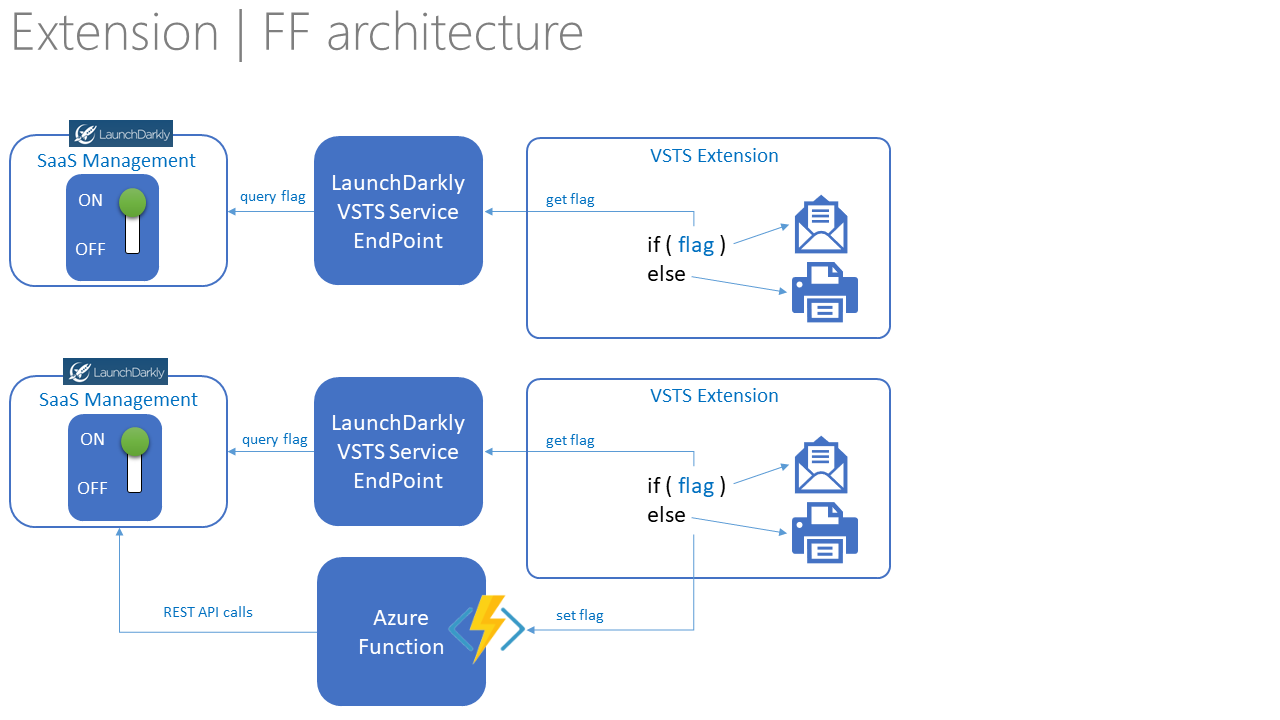 Extension | FF architecture
LaunchDarkly
SaaS Management
ON
OFF
query flag
LaunchDarkly
VSTS Service
EndPoint
get flag
VSTS Extension
if ( flag )
else
LaunchDarkly
SaaS Management
ON
OFF
query flag
LaunchDarkly
VSTS Service
EndPoint
get flag
VSTS Extension
if ( flag )
else
REST API calls
Azure
Function
set flag